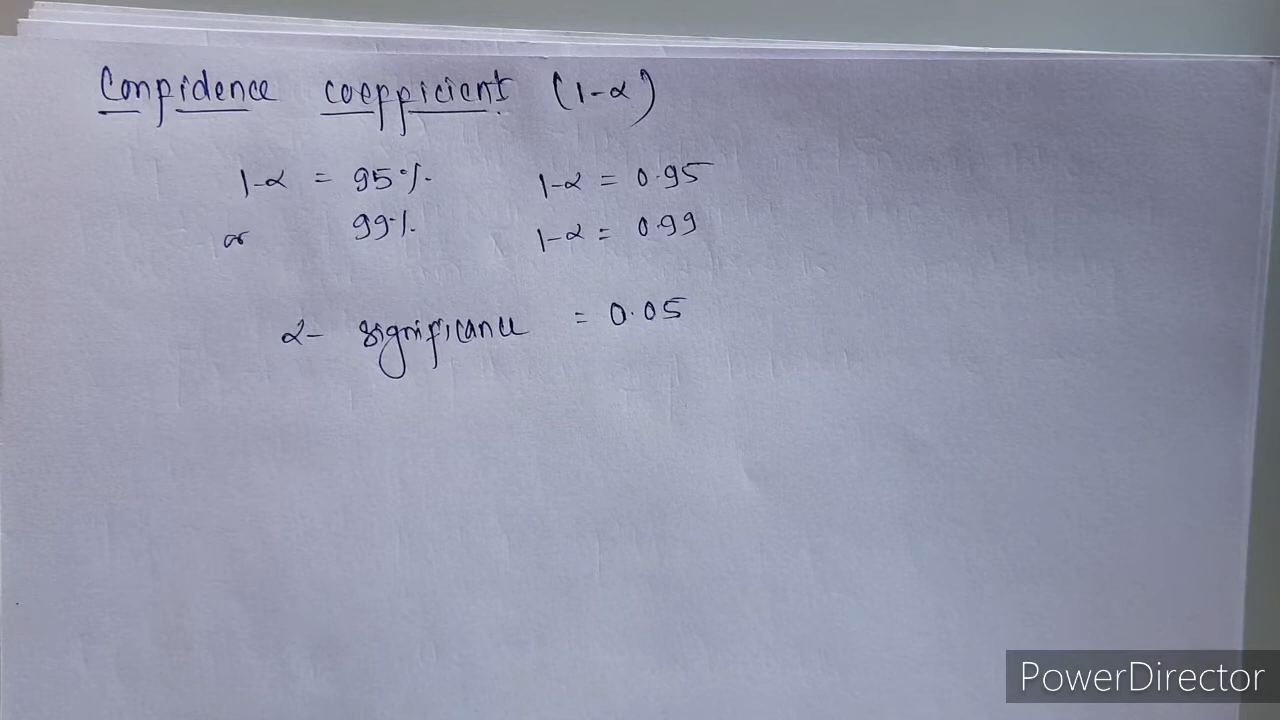 Confidence coefficient (1-α)
1-α = 95% 1-α = 0.95
or 99% 1-α = 0.99
α- significance = 0.05
PowerDirector